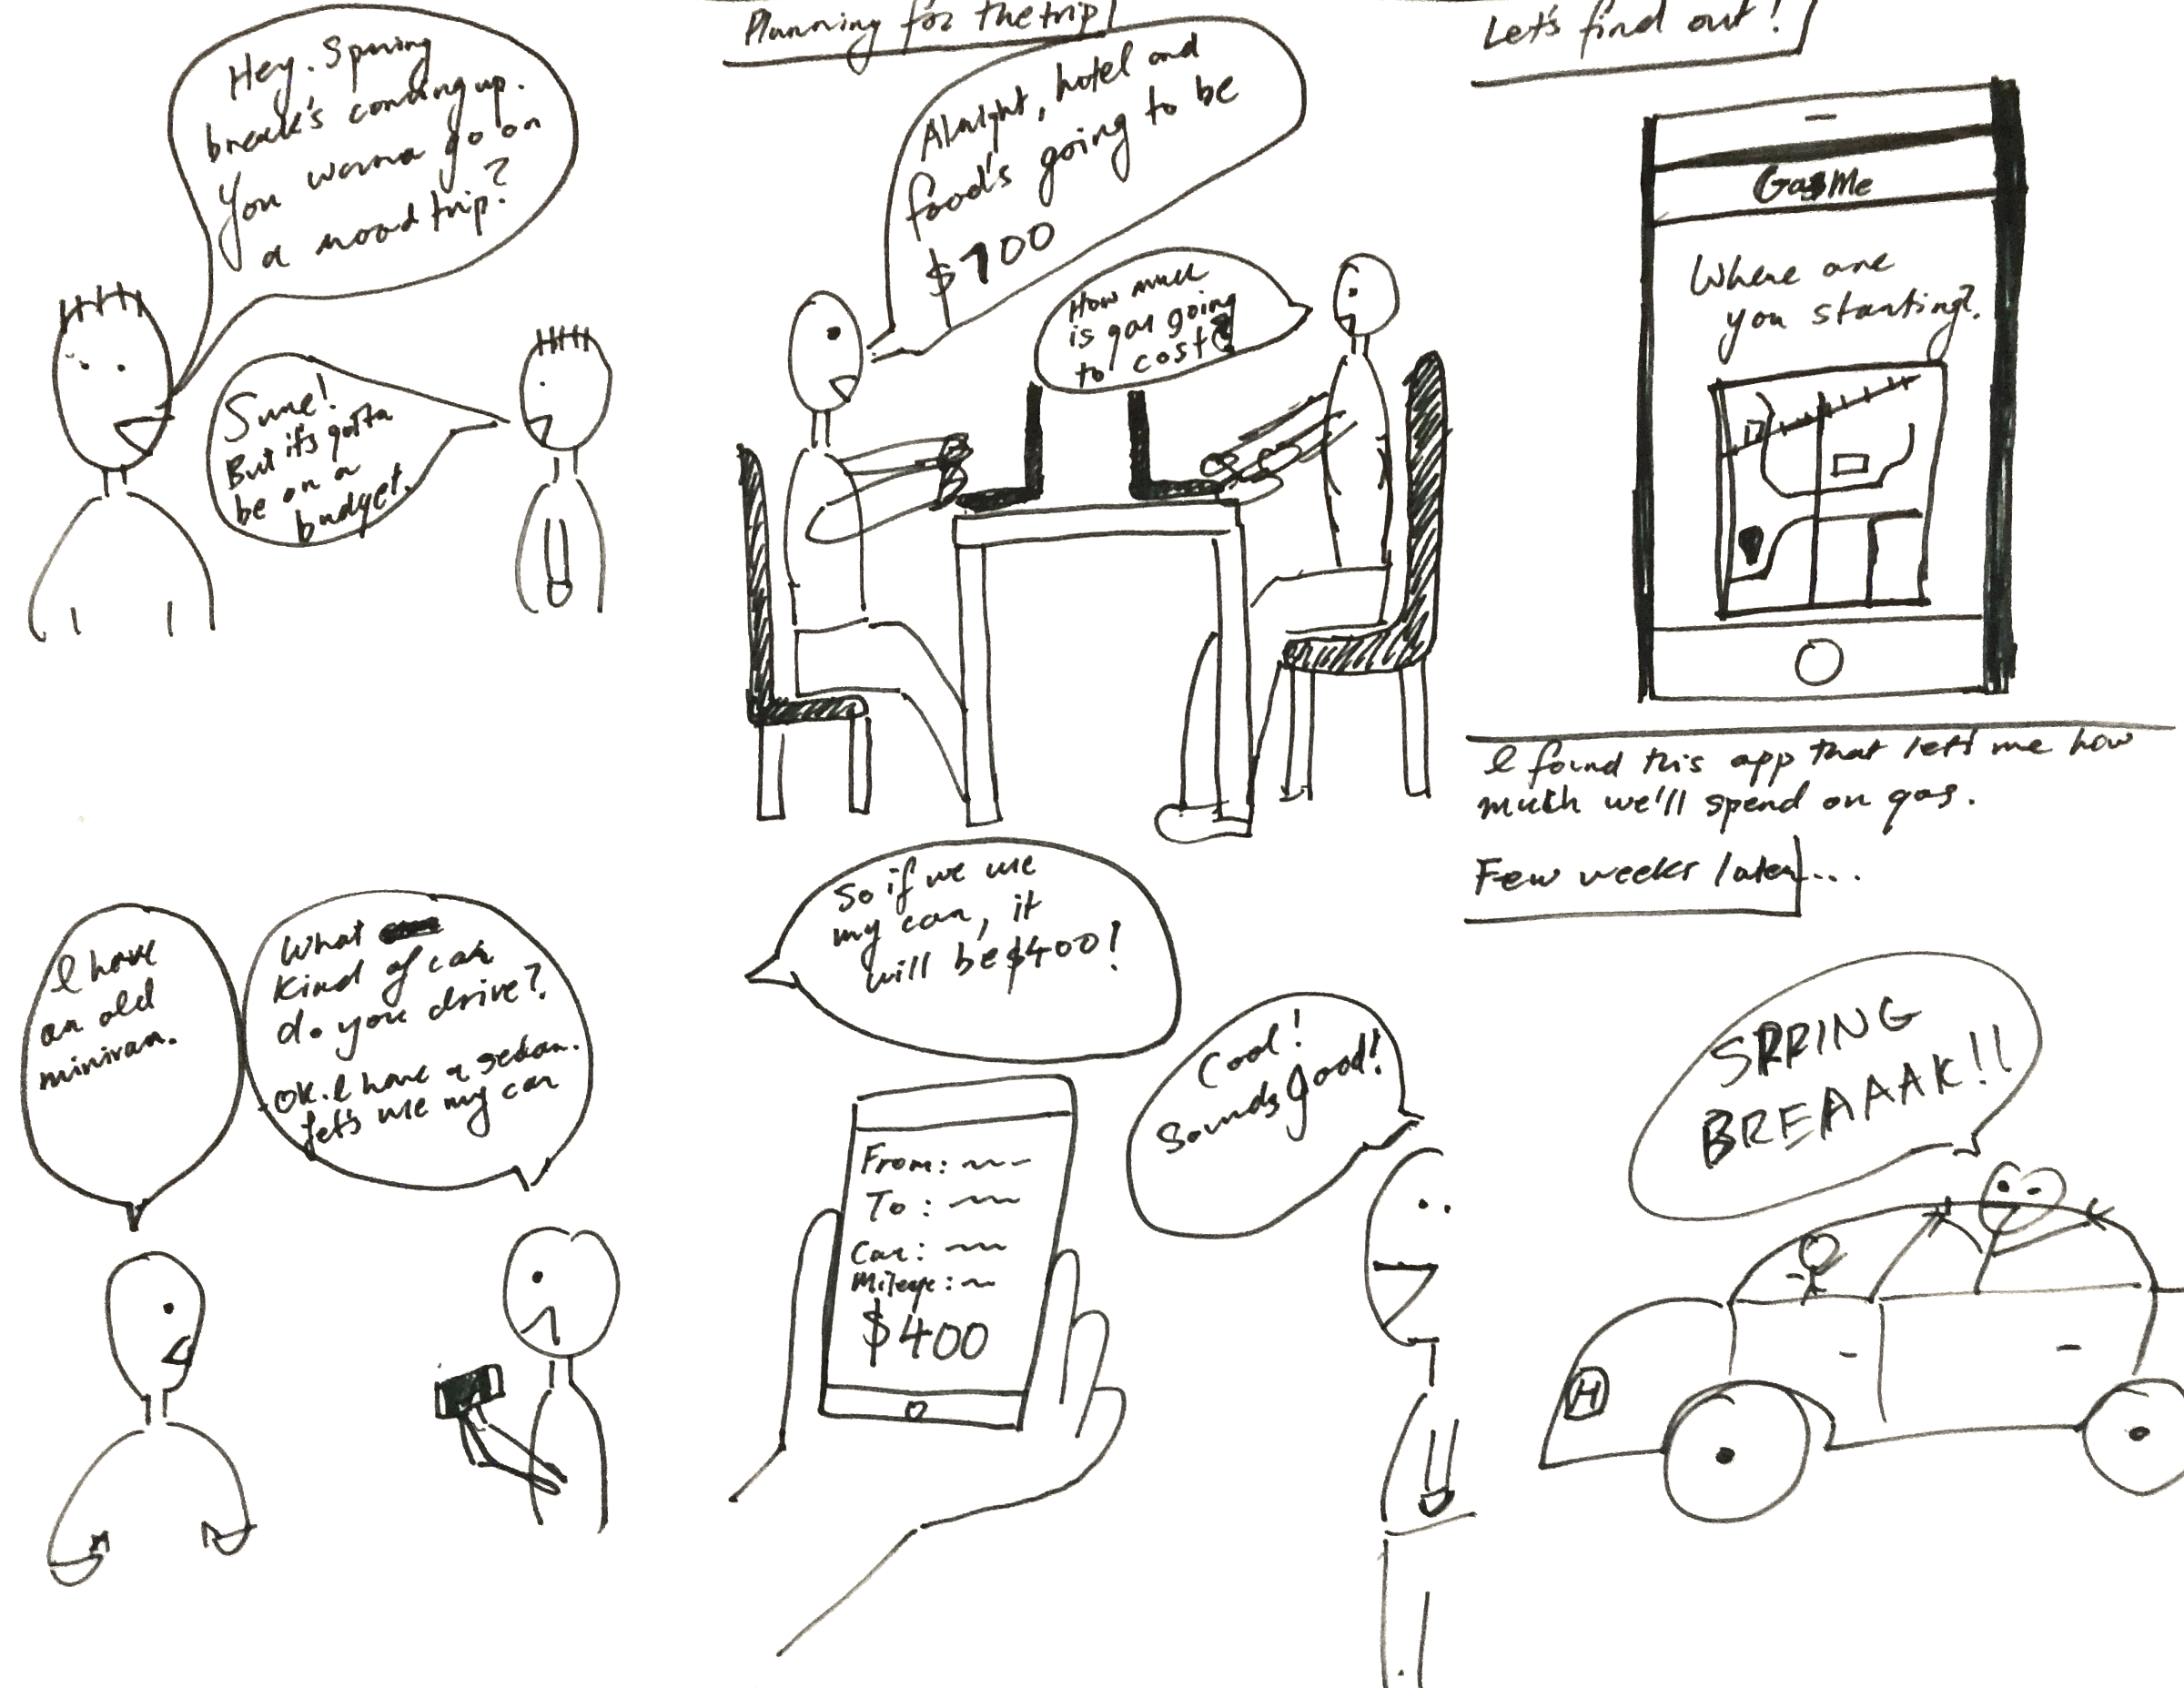 Hey. Spring
break's coming up.
You wanna go on
a road trip?
Sure!
But it's gotta
be on a
budget.
Planning for the trip!
Alright, hotel and
food's going to be
$700
How much
is gas going
to cost?
Let's find out!
GasMe
Where are
you starting?
I found this app that let's me how
much we'll spend on gas.
I have
an old
minivan.
What
kind of car
do you drive?
OK. I have a sedan.
let's use my car
So if we use
my car, it
will be $400!
From:
To:
Car:
Mileage:
$400
Cool!
Sounds good!
Few weeks later...
SPRING
BREAAAK!!
H